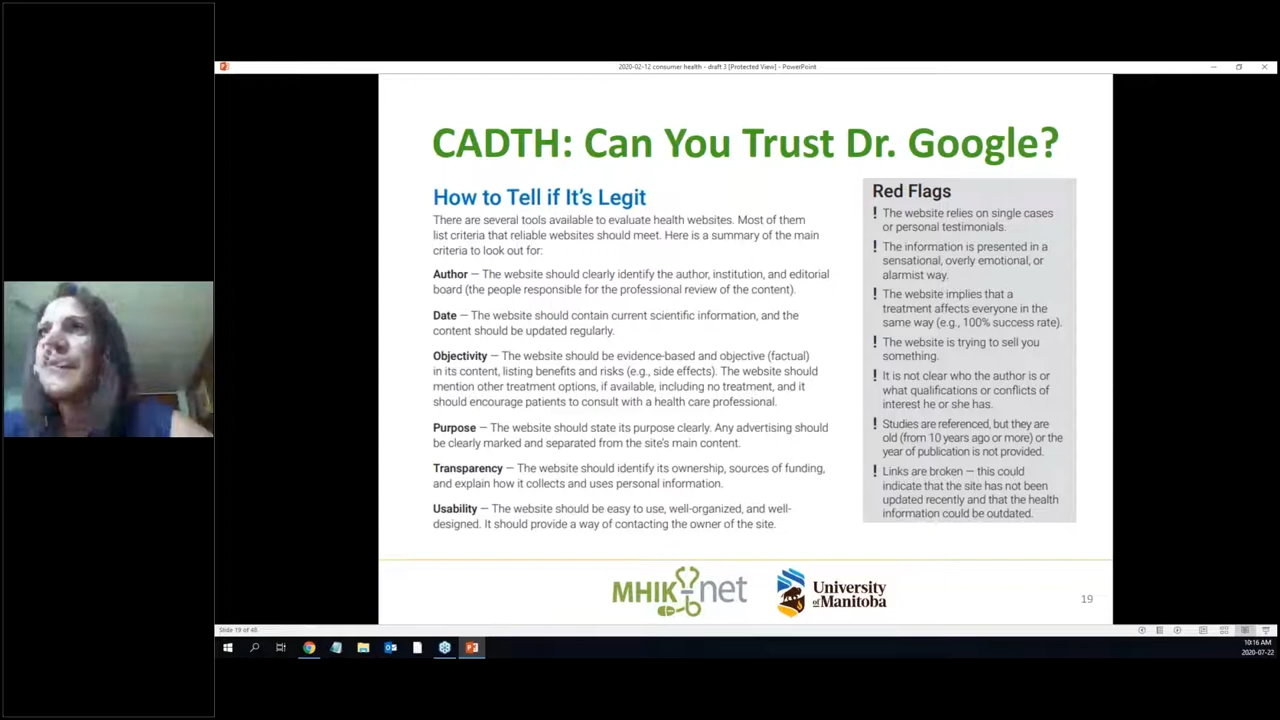 2020-02-12 consumer health - draft 3 [Protected View] - PowerPoint
CADTH: Can You Trust Dr. Google?
How to Tell if It's Legit
There are several tools available to evaluate health websites. Most of them
list criteria that reliable websites should meet. Here is a summary of the main
criteria to look out for:
Author — The website should clearly identify the author, institution, and editorial
board (the people responsible for the professional review of the content).
Date — The website should contain current scientific information, and the
content should be updated regularly.
Objectivity — The website should be evidence-based and objective (factual)
in its content, listing benefits and risks (e.g., side effects). The website should
mention other treatment options, if available, including no treatment, and it
should encourage patients to consult with a health care professional.
Purpose — The website should state its purpose clearly. Any advertising should
be clearly marked and separated from the site's main content.
Transparency — The website should identify its ownership, sources of funding,
and explain how it collects and uses personal information.
Usability — The website should be easy to use, well-organized, and well-
designed. It should provide a way of contacting the owner of the site.
Red Flags
! The website relies on single cases
or personal testimonials.
! The information is presented in a
sensational, overly emotional, or
alarmist way.
! The website implies that a
treatment affects everyone in the
same way (e.g., 100% success rate).
! The website is trying to sell you
something.
! It is not clear who the author is or
what qualifications or conflicts of
interest he or she has.
! Studies are referenced, but they are
old (from 10 years ago or more) or the
year of publication is not provided.
! Links are broken — this could
indicate that the site has not been
updated recently and that the health
information could be outdated.
MHIKnet
University
of Manitoba
19
Slide 19 of 48
10:16 AM
2020-07-22